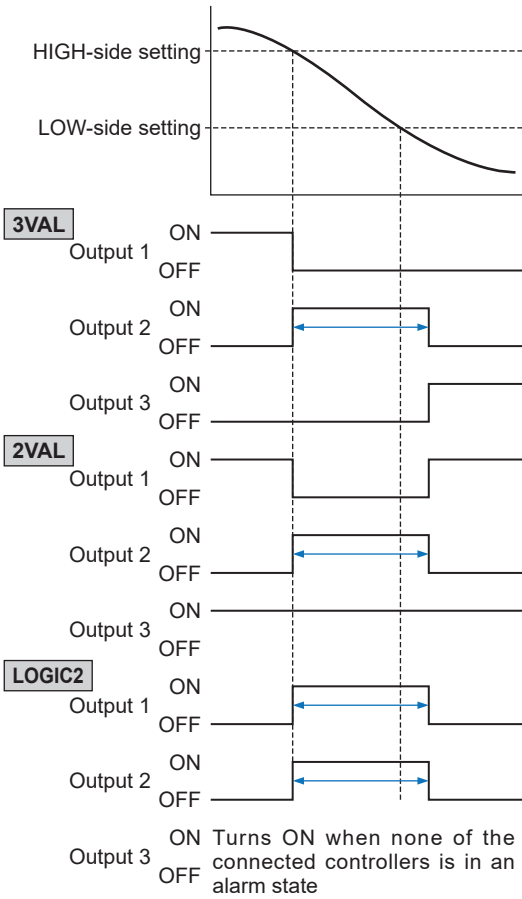 HIGH-side setting
LOW-side setting
3VAL
ON
Output 1
OFF
ON
Output 2
OFF
ON
Output 3
OFF
2VAL
ON
Output 1
OFF
ON
Output 2
OFF
ON
Output 3
OFF
LOGIC2
ON
Output 1
OFF
ON
Output 2
OFF
ON Turns ON when none of the
Output 3 connected controllers is in an
OFF alarm state